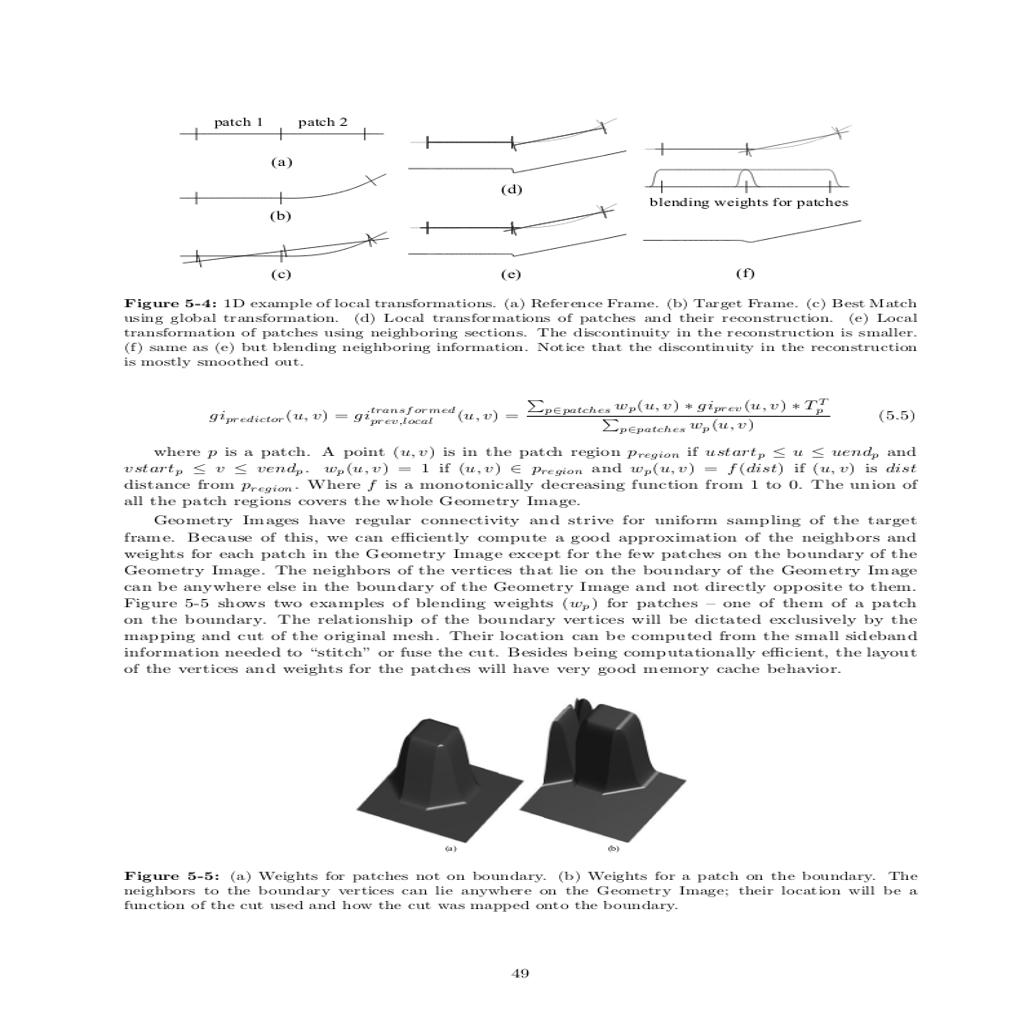 patch 1 patch 2
(a)
(b)
(c)
(d)
(e)
blending weights for patches
(f)
Figure 5-4: 1D example of local transformations. (a) Reference Frame. (b) Target Frame. (c) Best Match
using global transformation. (d) Local transformations of patches and their reconstruction. (e) Local
transformation of patches using neighboring sections. The discontinuity in the reconstruction is smaller.
(f) same as (e) but blending neighboring information. Notice that the discontinuity in the reconstruction
is mostly smoothed out.
gi_{predictor}(u, v) = gi^{transformed}_{prev,local}(u, v) = \frac{\sum_{p∈patches} w_p(u, v) * gi_{prev}(u, v) * T_p^T}{\sum_{p∈patches} w_p(u, v)} (5.5)
where p is a patch. A point (u, v) is in the patch region p_{region} if ustart_p ≤ u ≤ uend_p and
vstart_p ≤ v ≤ vend_p. w_p(u, v) = 1 if (u, v) ∈ p_{region} and w_p(u, v) = f(dist) if (u, v) is dist
distance from p_{region}. Where f is a monotonically decreasing function from 1 to 0. The union of
all the patch regions covers the whole Geometry Image.
Geometry Images have regular connectivity and strive for uniform sampling of the target
frame. Because of this, we can efficiently compute a good approximation of the neighbors and
weights for each patch in the Geometry Image except for the few patches on the boundary of the
Geometry Image. The neighbors of the vertices that lie on the boundary of the Geometry Image
can be anywhere else in the boundary of the Geometry Image and not directly opposite to them.
Figure 5-5 shows two examples of blending weights (w_p) for patches – one of them of a patch
on the boundary. The relationship of the boundary vertices will be dictated exclusively by the
mapping and cut of the original mesh. Their location can be computed from the small sideband
information needed to “stitch” or fuse the cut. Besides being computationally efficient, the layout
of the vertices and weights for the patches will have very good memory cache behavior.
(a) (b)
Figure 5-5: (a) Weights for patches not on boundary. (b) Weights for a patch on the boundary. The
neighbors to the boundary vertices can lie anywhere on the Geometry Image; their location will be a
function of the cut used and how the cut was mapped onto the boundary.
49